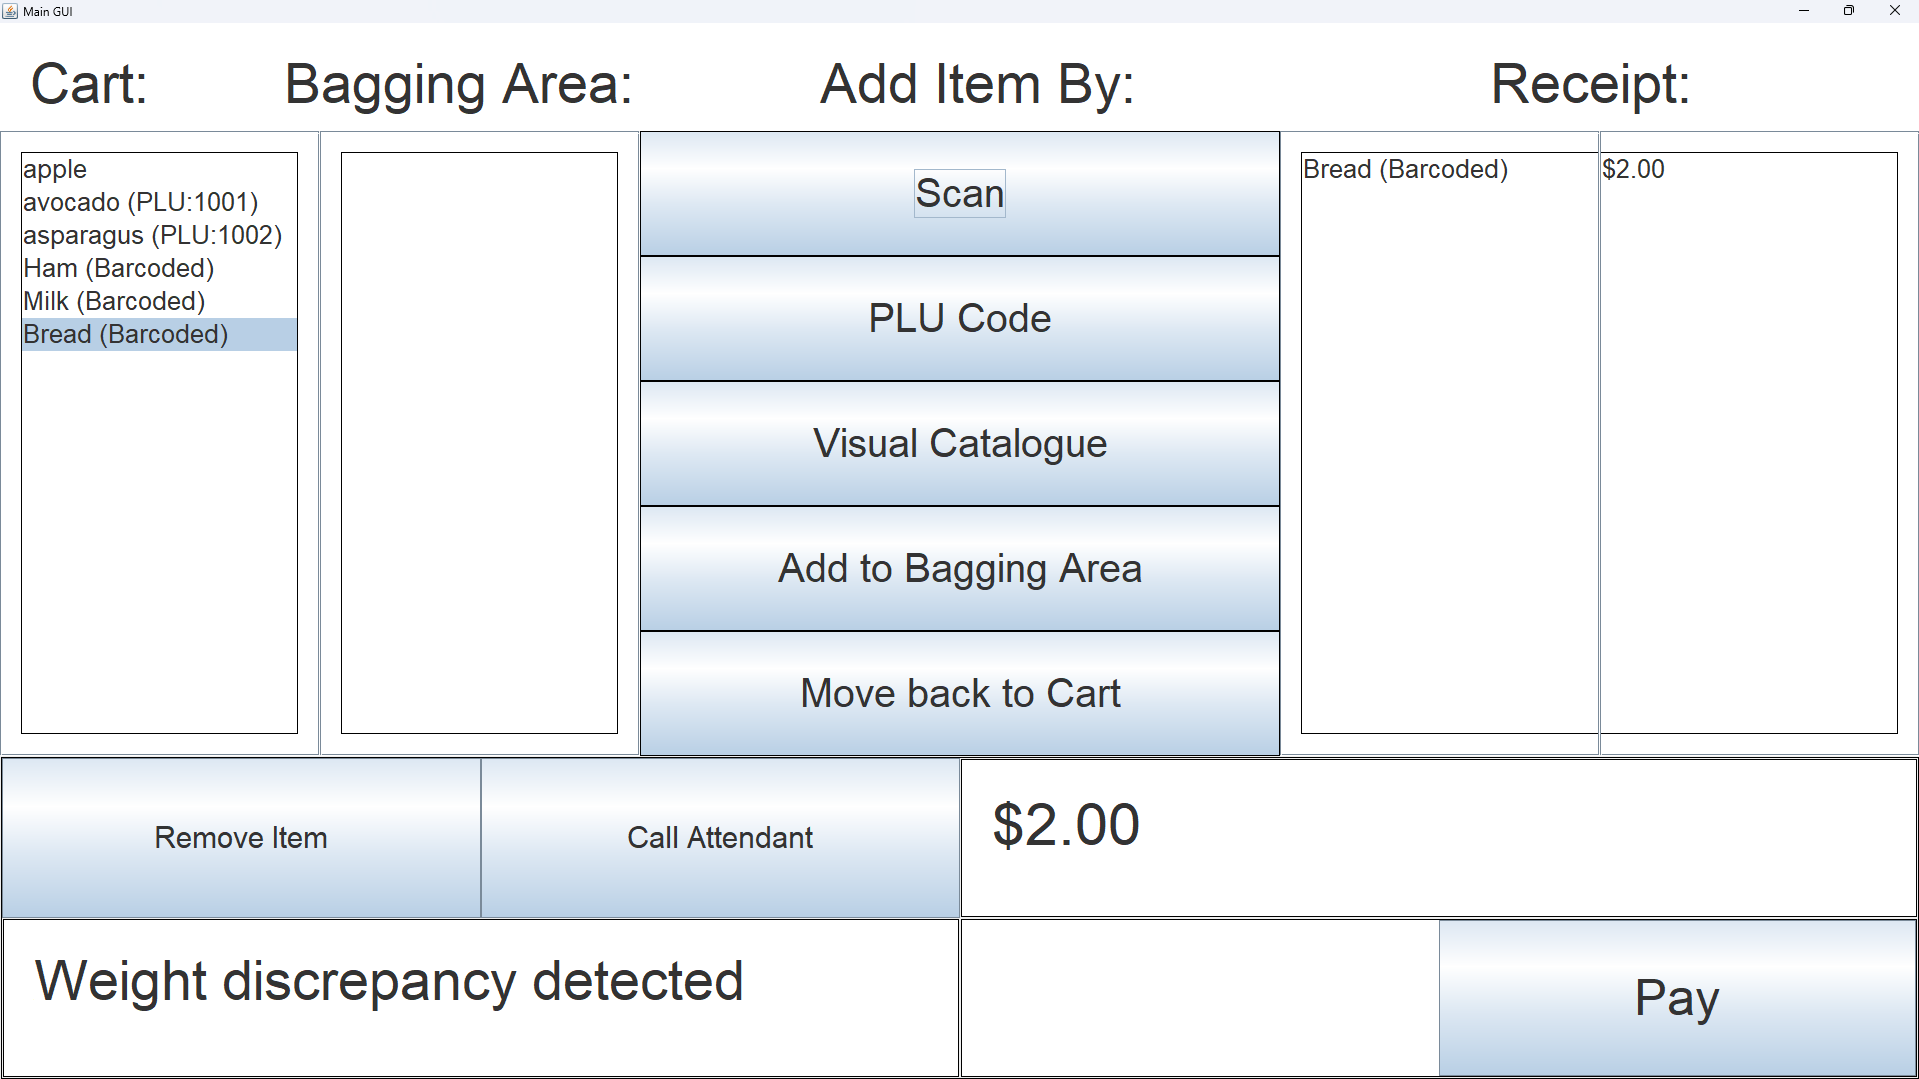 Main GUI
Cart:
Bagging Area:
Add Item By:
Receipt:
apple
avocado (PLU:1001)
asparagus (PLU:1002)
Ham (Barcoded)
Milk (Barcoded)
Bread (Barcoded)
Scan
PLU Code
Visual Catalogue
Add to Bagging Area
Move back to Cart
Bread (Barcoded) $2.00
Remove Item
Call Attendant
$2.00
Weight discrepancy detected
Pay